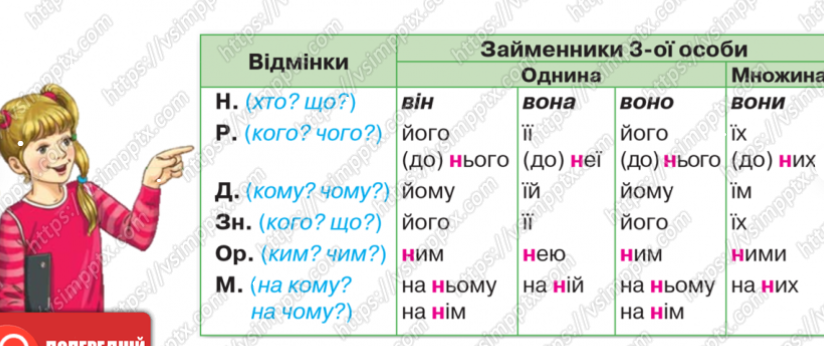 Займенники 3-ої особи
Відмінки
Однина Множина
Н. (хто? що?) він вона воно вони
Р. (кого? чого?) його її його їх
(до) нього (до) неї (до) нього (до) них
Д. (кому? чому?) йому їй йому їм
Зн. (кого? що?) його її його їх
Ор. (ким? чим?) ним нею ним ними
М. (на кому? на ньому на ній на ньому на них
на чому?) на нім на нім